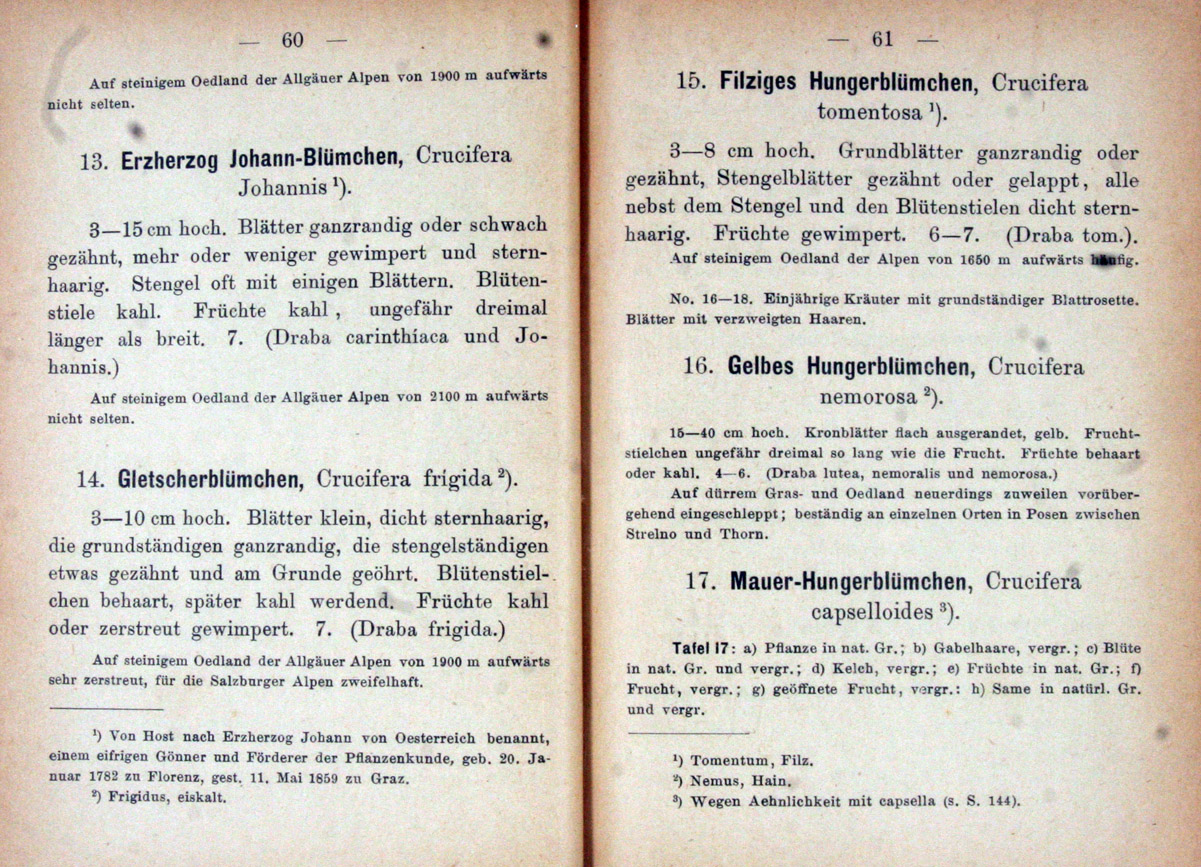 — 60 —
Auf steinigem Oedland der Allgäuer Alpen von 1900 m aufwärts
nicht selten.
13. Erzherzog Johann-Blümchen, Crucifera
Johannis ¹).
3—15 cm hoch. Blätter ganzrandig oder schwach
gezähnt, mehr oder weniger gewimpert und stern-
haarig. Stengel oft mit einigen Blättern. Blüten-
stiele kahl. Früchte kahl, ungefähr dreimal
länger als breit. 7. (Draba carinthiaca und Jo-
hannis.)
Auf steinigem Oedland der Allgäuer Alpen von 2100 m aufwärts
nicht selten.
14. Gletscherblümchen, Crucifera frígida ²).
3—10 cm hoch. Blätter klein, dicht sternhaarig,
die grundständigen ganzrandig, die stengelständigen
etwas gezähnt und am Grunde geöhrt. Blütenstiel-
chen behaart, später kahl werdend. Früchte kahl
oder zerstreut gewimpert. 7. (Draba frigida.)
Auf steinigem Oedland der Allgäuer Alpen von 1900 m aufwärts
sehr zerstreut, für die Salzburger Alpen zweifelhaft.
¹) Von Host nach Erzherzog Johann von Oesterreich benannt,
einem eifrigen Gönner und Förderer der Pflanzenkunde, geb. 20. Ja-
nuar 1782 zu Florenz, gest. 11. Mai 1859 zu Graz.
²) Frigidus, eiskalt.
— 61 —
15. Filziges Hungerblümchen, Crucifera
tomentosa ¹).
3—8 cm hoch. Grundblätter ganzrandig oder
gezähnt, Stengelblätter gezähnt oder gelappt, alle
nebst dem Stengel und den Blütenstielen dicht stern-
haarig. Früchte gewimpert. 6—7. (Draba tom.).
Auf steinigem Oedland der Alpen von 1650 m aufwärts häufig.
No. 16—18. Einjährige Kräuter mit grundständiger Blattrosette.
Blätter mit verzweigten Haaren.
16. Gelbes Hungerblümchen, Crucifera
nemorosa ²).
15—40 cm hoch. Kronblätter flach ausgerandet, gelb. Frucht-
stielchen ungefähr dreimal so lang wie die Frucht. Früchte behaart
oder kahl. 4—6. (Draba lutea, nemoralis und nemorosa.)
Auf dürrem Gras- und Oedland neuerdings zuweilen vorüber-
gehend eingeschleppt; beständig an einzelnen Orten in Posen zwischen
Strelno und Thorn.
17. Mauer-Hungerblümchen, Crucifera
capselloides ³).
Tafel 17: a) Pflanze in nat. Gr.; b) Gabelhaare, vergr.; c) Blüte
in nat. Gr. und vergr.; d) Kelch, vergr.; e) Früchte in nat. Gr.; f)
Frucht, vergr.; g) geöffnete Frucht, vergr.: h) Same in natürl. Gr.
und vergr.
¹) Tomentum, Filz.
²) Nemus, Hain.
³) Wegen Aehnlichkeit mit capsella (s. S. 144).